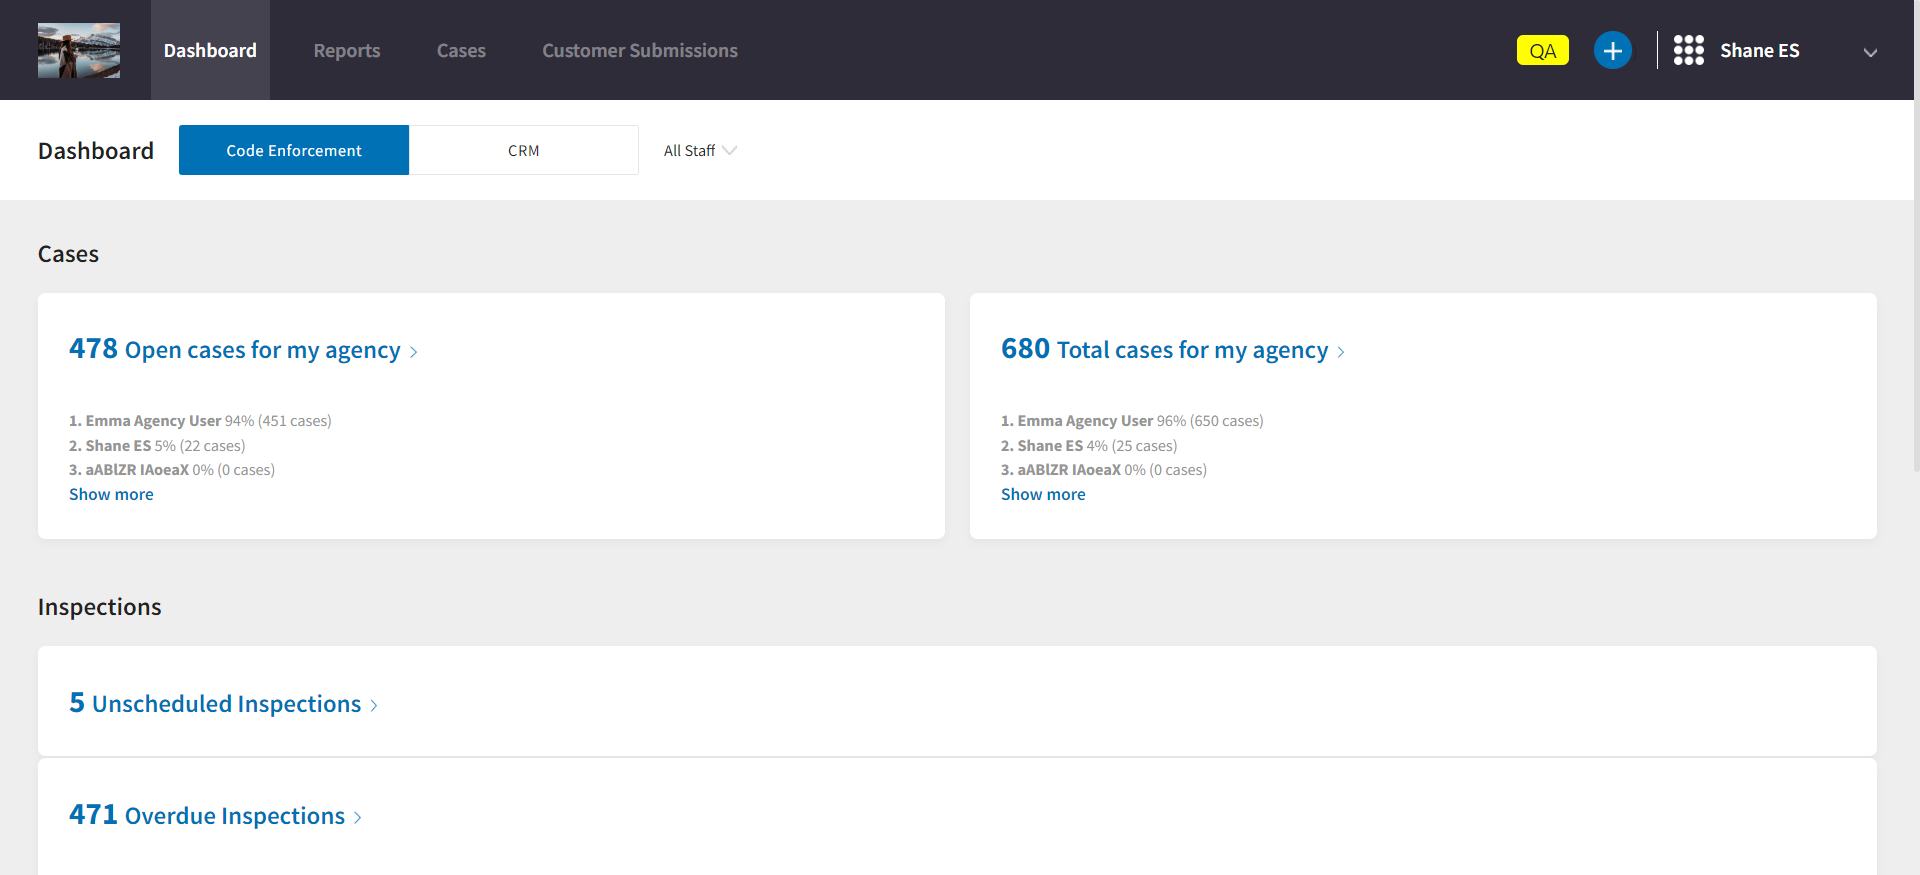 Dashboard Reports Cases Customer Submissions QA Shane ES
Dashboard Code Enforcement CRM All Staff
Cases
478 Open cases for my agency
1. Emma Agency User 94% (451 cases)
2. Shane ES 5% (22 cases)
3. aABlZR IAoeaX 0% (0 cases)
Show more
680 Total cases for my agency
1. Emma Agency User 96% (650 cases)
2. Shane ES 4% (25 cases)
3. aABlZR IAoeaX 0% (0 cases)
Show more
Inspections
5 Unscheduled Inspections
471 Overdue Inspections